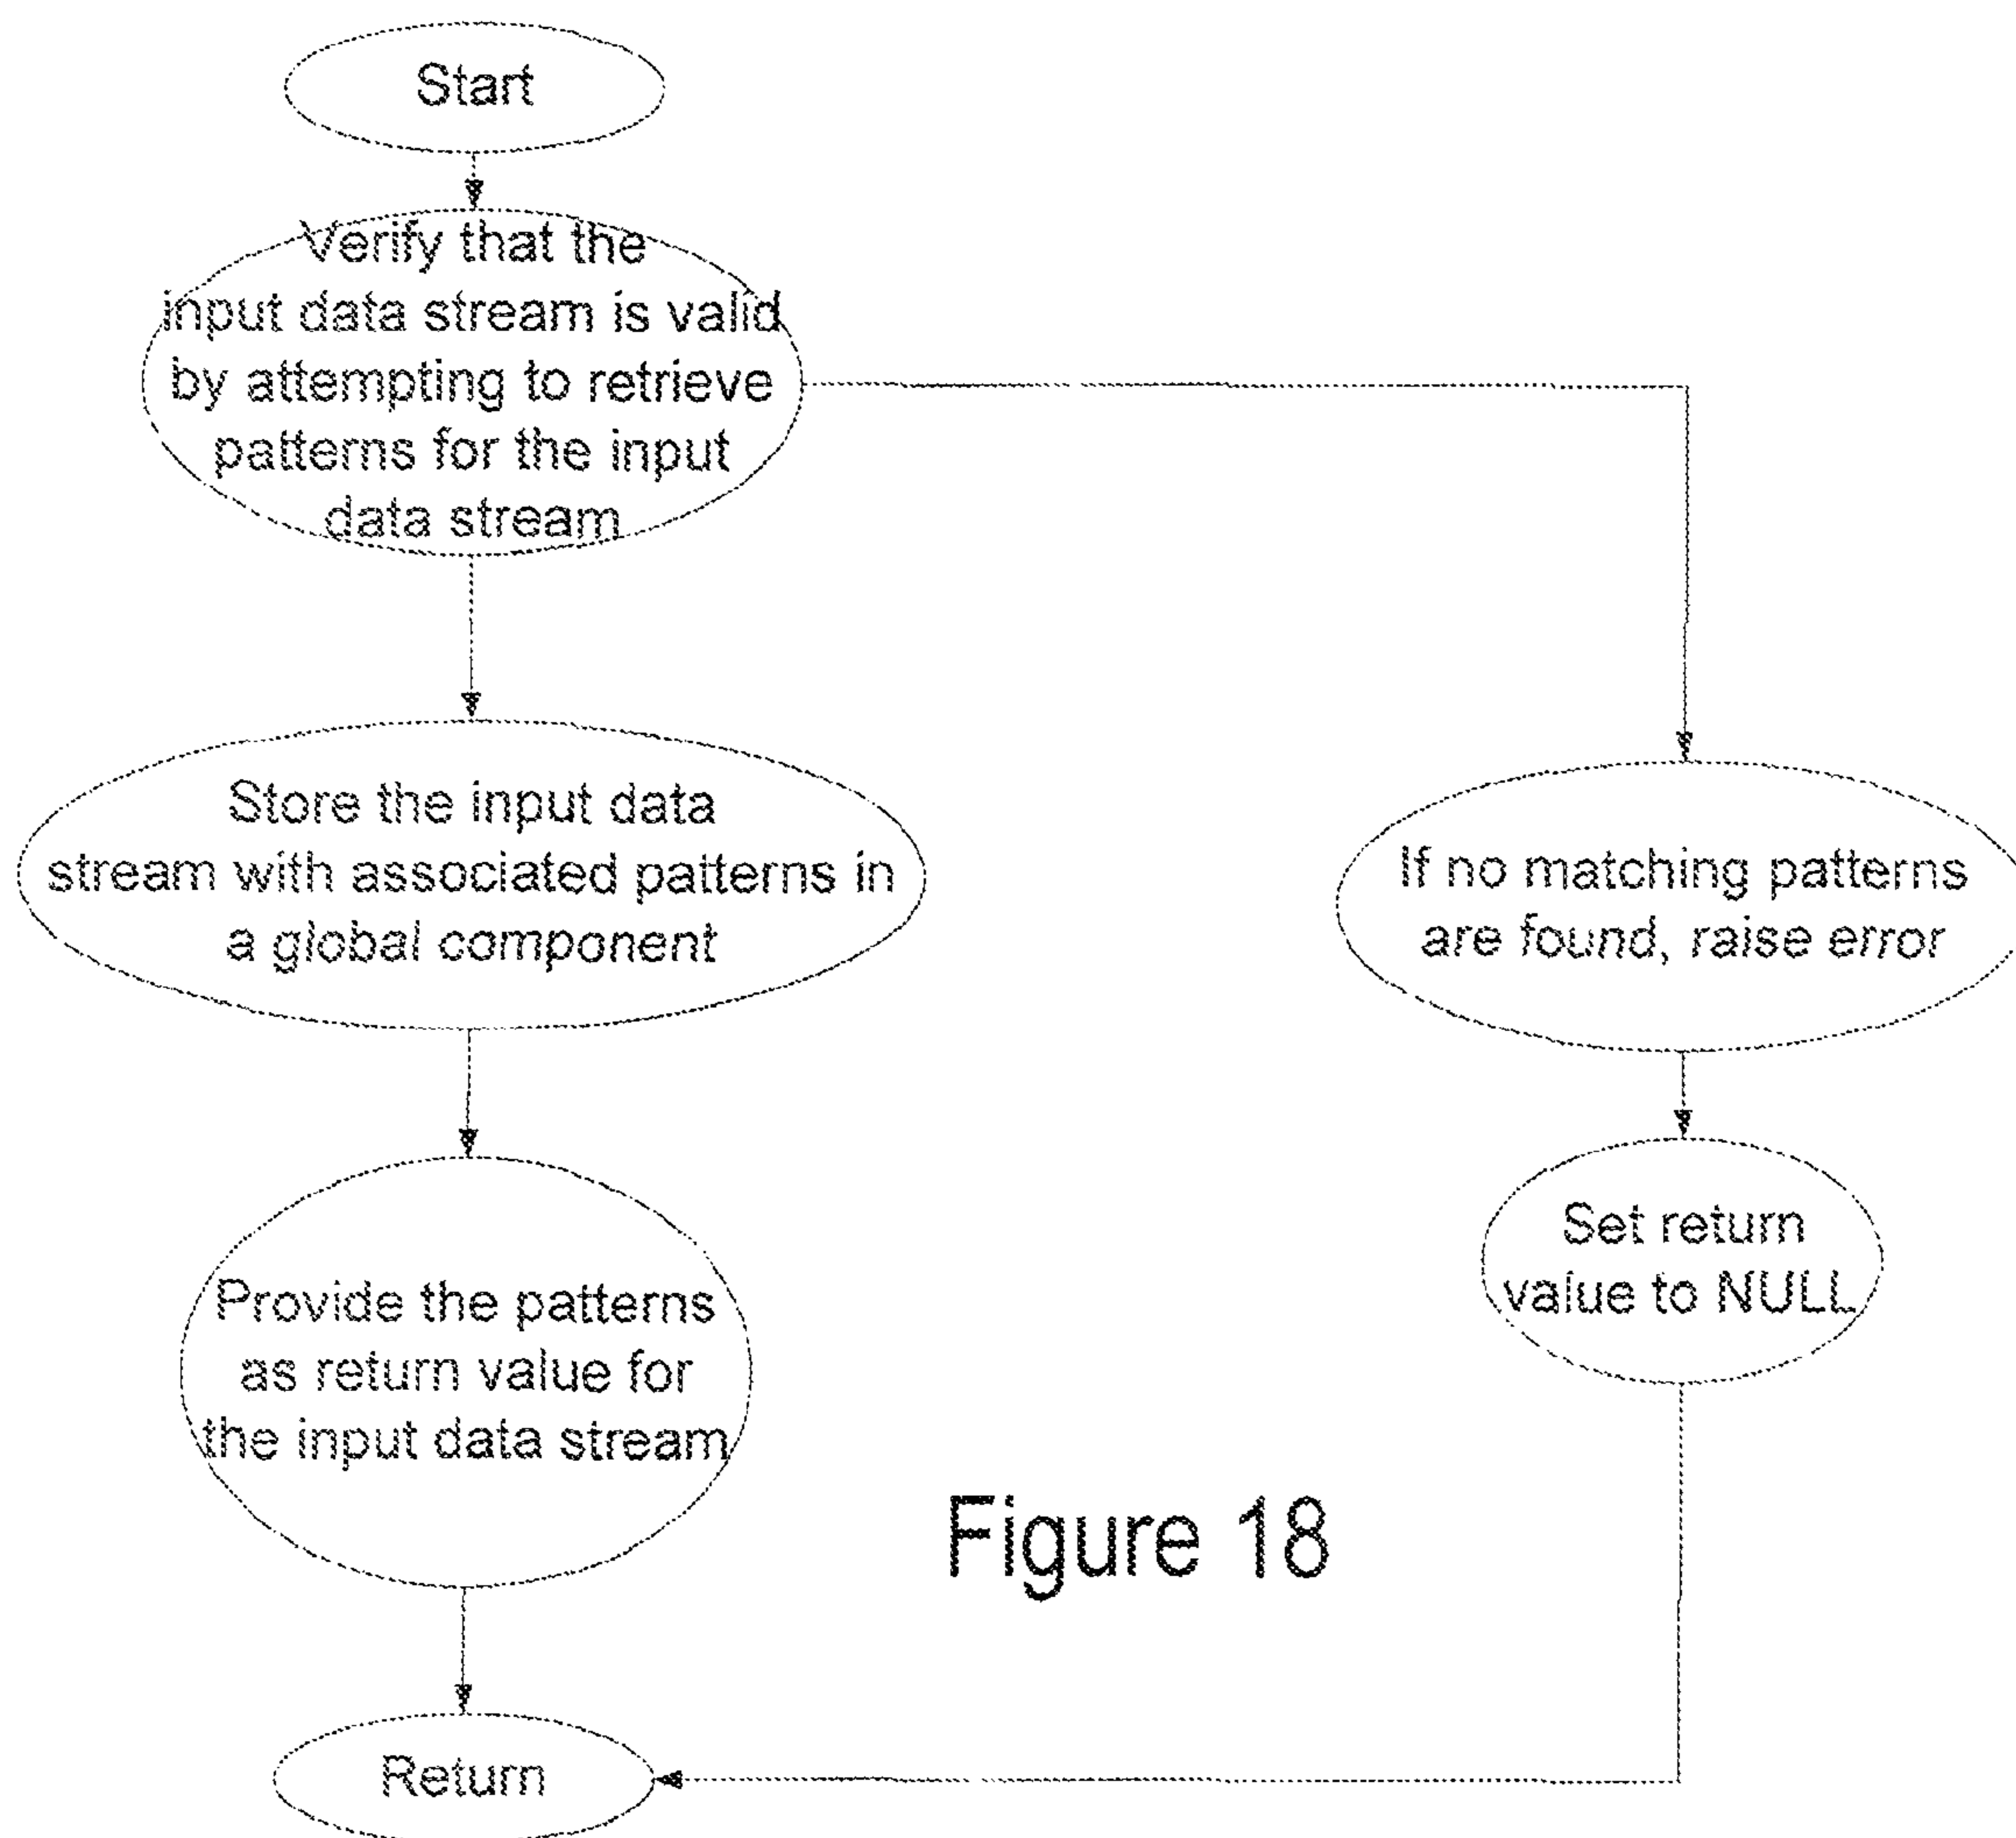 Start
Verify that the
input data stream is valid
by attempting to retrieve
patterns for the input
data stream
Store the input data
stream with associated patterns in
a global component
If no matching patterns
are found, raise error
Provide the patterns
as return value for
the input data stream
Set return
value to NULL
Return
Figure 18